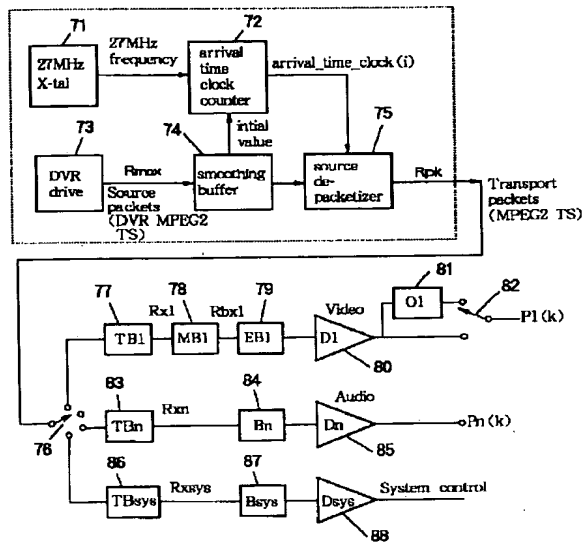 71
72
27MHz
X-tal
27MHz
frequency
arrival
time
clock
counter
arrival_time_clock(i)
73
74
75
intial
value
DVR
drive
Rmax
Source
packets
(DVR MPEG2
TS)
smoothing
buffer
source
de-
packetizer
Rpk
Transport
packets
(MPEG2 TS)
76
77
TB1
Rx1
78
MB1
Rbx1
79
EB1
Video
D1
80
81
O1
82
P1(k)
83
TBn
Rxn
84
Bn
Audio
Dn
85
Pn(k)
86
TBsys
Rxsys
87
Bsys
Dsys
88
System control